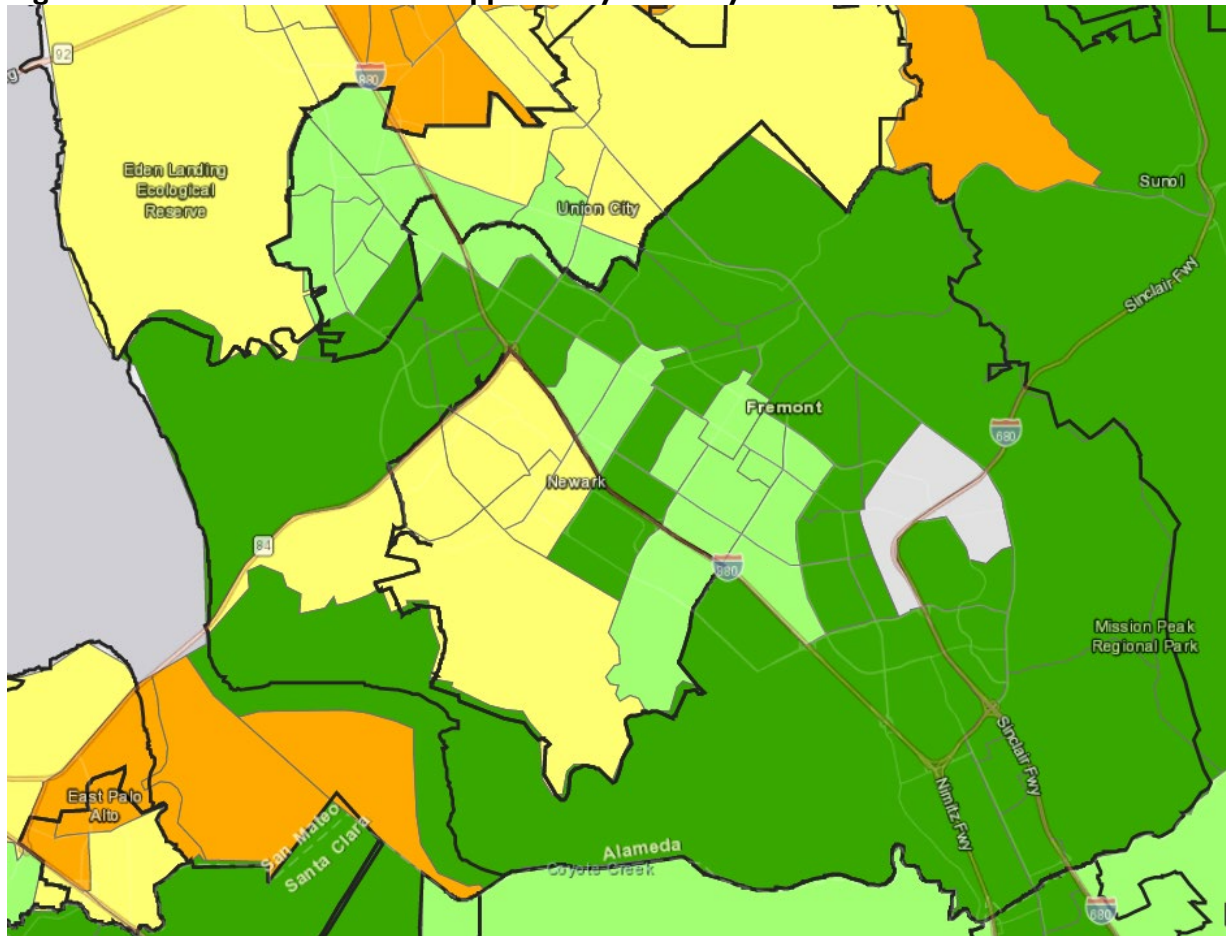 92
880
Eden Landing
Ecological
Reserve
Sunol
Union City
Sinclair Fwy
Fremont
680
Newark
84
880
Mission Peak
Regional Park
Sinclair Fwy
East Palo
Alto
San Mateo
Santa Clara
Nimitz Fwy
Alameda
Coyote Creek
680